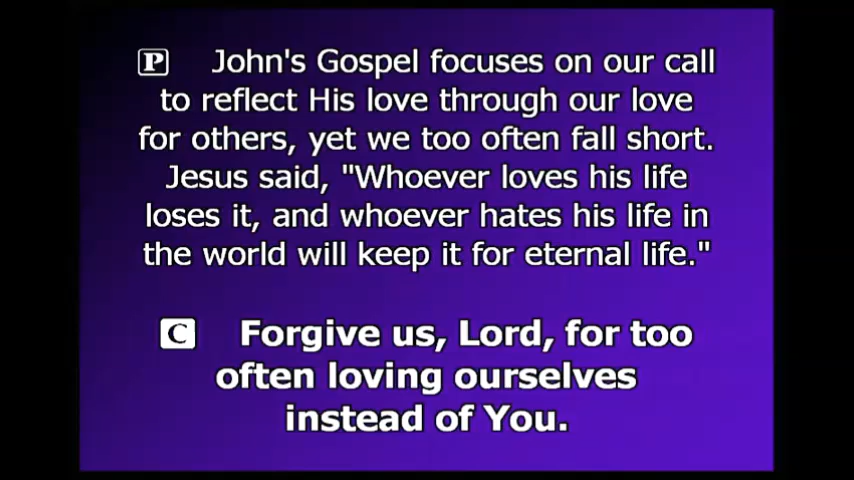 P John's Gospel focuses on our call
to reflect His love through our love
for others, yet we too often fall short.
Jesus said, "Whoever loves his life
loses it, and whoever hates his life in
the world will keep it for eternal life."
C Forgive us, Lord, for too
often loving ourselves
instead of You.